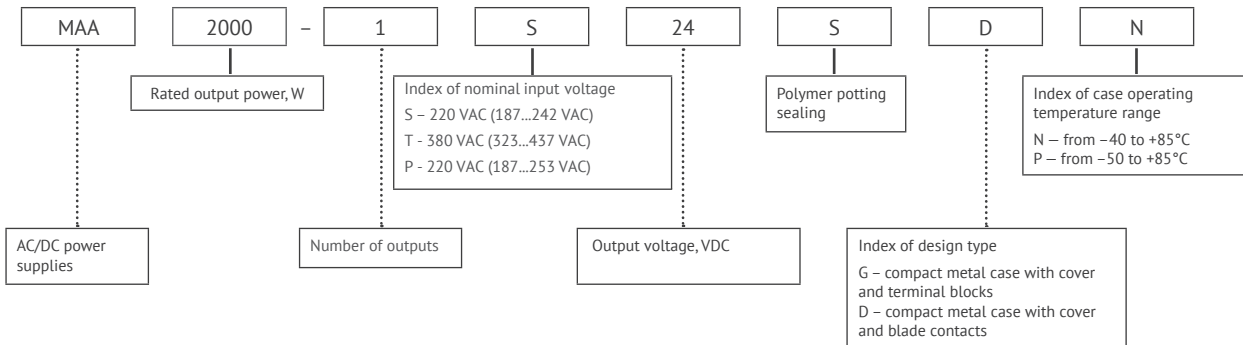 MAA 2000 – 1 S 24 S D N
Rated output power, W
Index of nominal input voltage
S – 220 VAC (187...242 VAC)
T - 380 VAC (323...437 VAC)
P - 220 VAC (187...253 VAC)
Polymer potting
sealing
Index of case operating
temperature range
N — from –40 to +85°C
P — from –50 to +85°C
AC/DC power
supplies
Number of outputs
Output voltage, VDC
Index of design type
G – compact metal case with cover
and terminal blocks
D – compact metal case with cover
and blade contacts